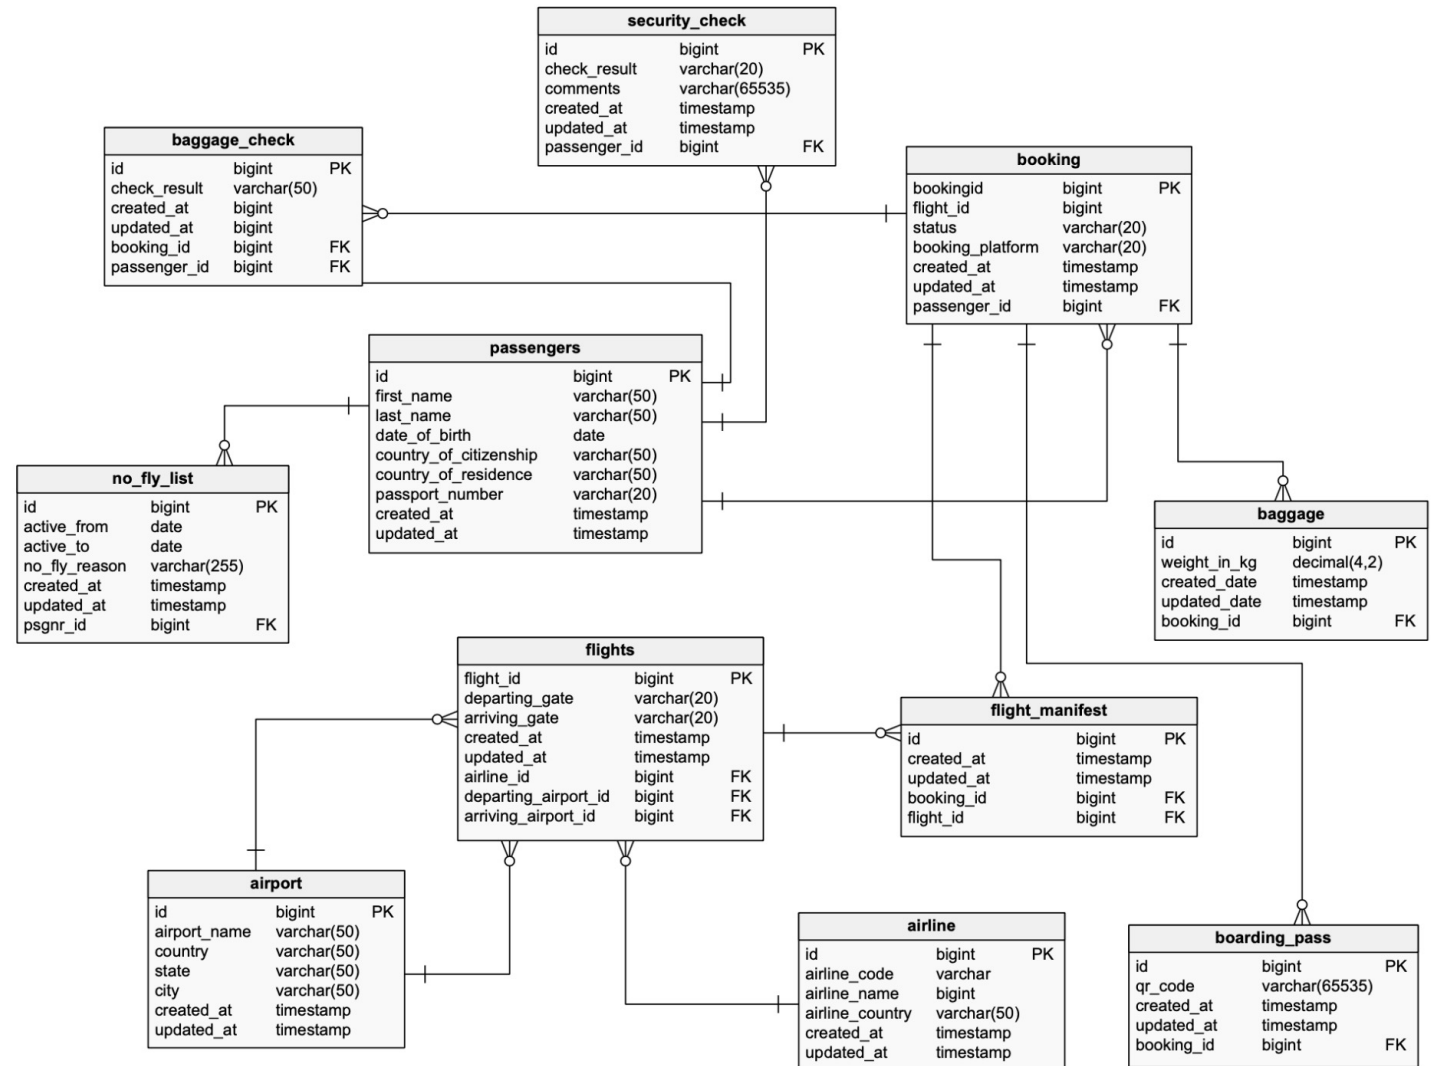 security_check
id bigint PK
check_result varchar(20)
comments varchar(65535)
created_at timestamp
updated_at timestamp
passenger_id bigint FK
baggage_check
id bigint PK
check_result varchar(50)
created_at bigint
updated_at bigint
booking_id bigint FK
passenger_id bigint FK
booking
bookingid bigint PK
flight_id bigint
status varchar(20)
booking_platform varchar(20)
created_at timestamp
updated_at timestamp
passenger_id bigint FK
passengers
id bigint PK
first_name varchar(50)
last_name varchar(50)
date_of_birth date
country_of_citizenship varchar(50)
country_of_residence varchar(50)
passport_number varchar(20)
created_at timestamp
updated_at timestamp
no_fly_list
id bigint PK
active_from date
active_to date
no_fly_reason varchar(255)
created_at timestamp
updated_at timestamp
psgnr_id bigint FK
baggage
id bigint PK
weight_in_kg decimal(4,2)
created_date timestamp
updated_date timestamp
booking_id bigint FK
flights
flight_id bigint PK
departing_gate varchar(20)
arriving_gate varchar(20)
created_at timestamp
updated_at timestamp
airline_id bigint FK
departing_airport_id bigint FK
arriving_airport_id bigint FK
flight_manifest
id bigint PK
created_at timestamp
updated_at timestamp
booking_id bigint FK
flight_id bigint FK
airport
id bigint PK
airport_name varchar(50)
country varchar(50)
state varchar(50)
city varchar(50)
created_at timestamp
updated_at timestamp
airline
id bigint PK
airline_code varchar
airline_name bigint
airline_country varchar(50)
created_at timestamp
updated_at timestamp
boarding_pass
id bigint PK
qr_code varchar(65535)
created_at timestamp
updated_at timestamp
booking_id bigint FK